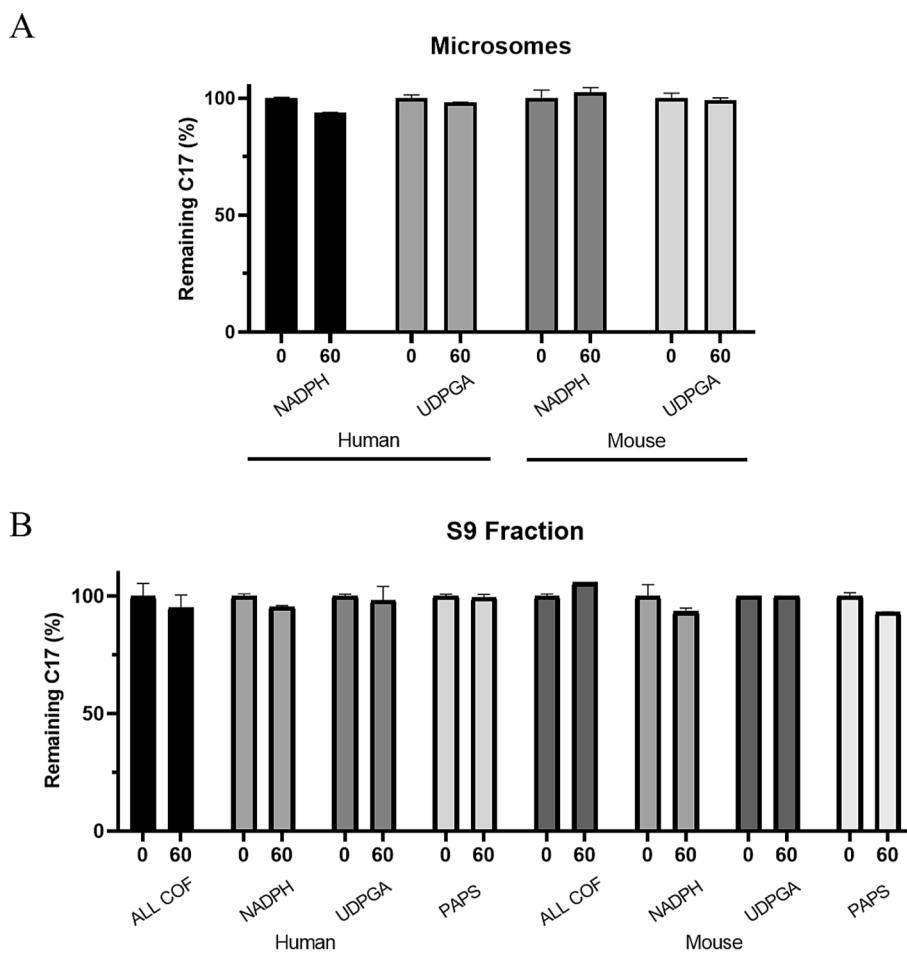 A
Microsomes
Remaining C17 (%)
100
50
0
0 60 0 60 0 60 0 60
NADPH UDPGA NADPH UDPGA
Human Mouse
B
S9 Fraction
Remaining C17 (%)
100
50
0
0 60 0 60 0 60 0 60 0 60 0 60 0 60 0 60
ALL COF NADPH UDPGA PAPS ALL COF NADPH UDPGA PAPS
Human Mouse